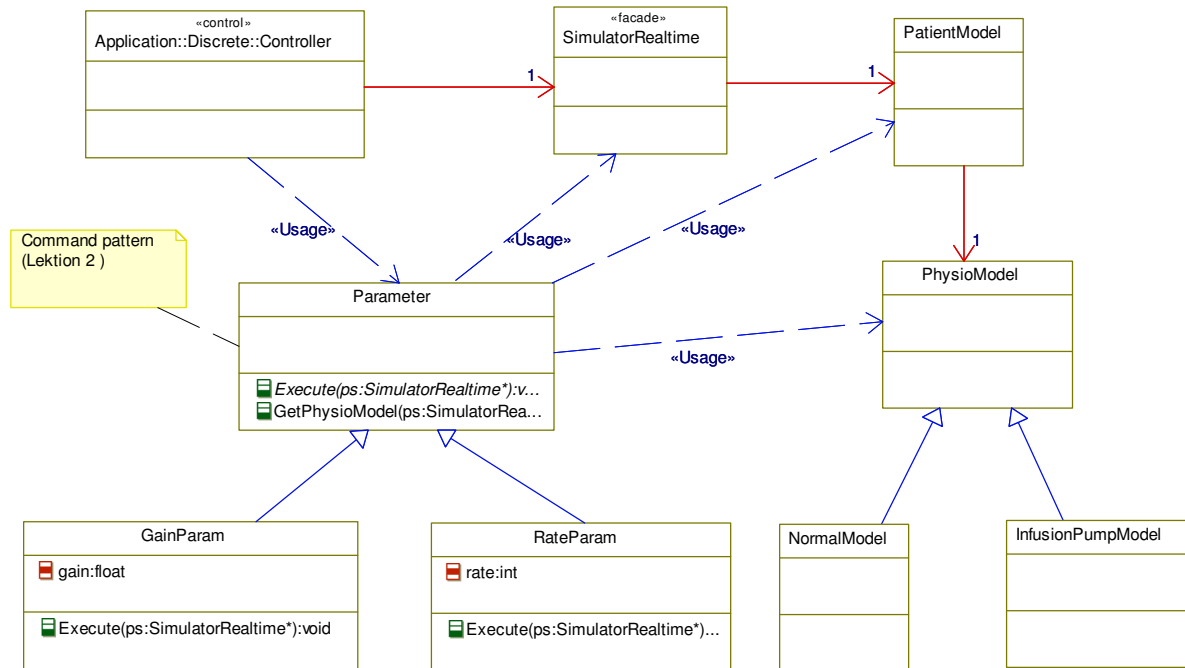 «control»
Application::Discrete::Controller
«facade»
SimulatorRealtime
PatientModel
1
1
«Usage»
«Usage»
«Usage»
1
Command pattern
(Lektion 2 )
Parameter
PhysioModel
«Usage»
Execute(ps:SimulatorRealtime*):v...
GetPhysioModel(ps:SimulatorRea...
GainParam
gain:float
Execute(ps:SimulatorRealtime*):void
RateParam
rate:int
Execute(ps:SimulatorRealtime*)...
NormalModel
InfusionPumpModel